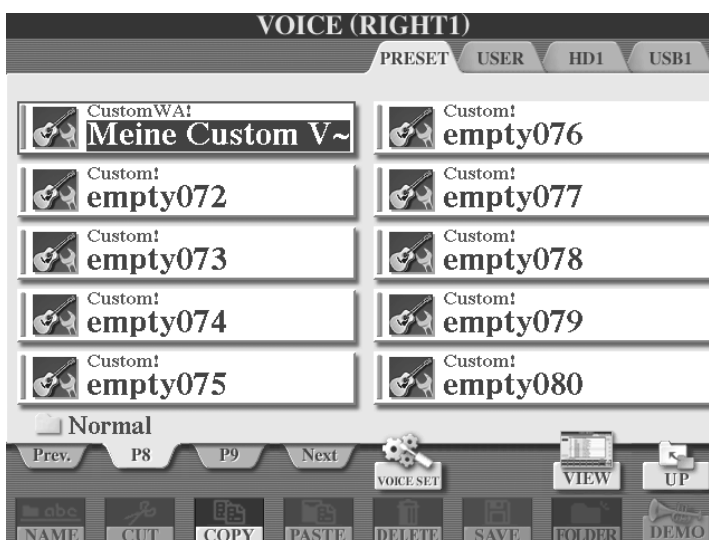 VOICE (RIGHT1)
PRESET USER HD1 USB1
CustomWA!
Meine Custom V~
Custom!
empty072
Custom!
empty073
Custom!
empty074
Custom!
empty075
Custom!
empty076
Custom!
empty077
Custom!
empty078
Custom!
empty079
Custom!
empty080
Normal
Prev. P8 P9 Next
VOICE SET VIEW UP
abc
NAME CUT COPY PASTE DELETE SAVE FOLDER DEMO